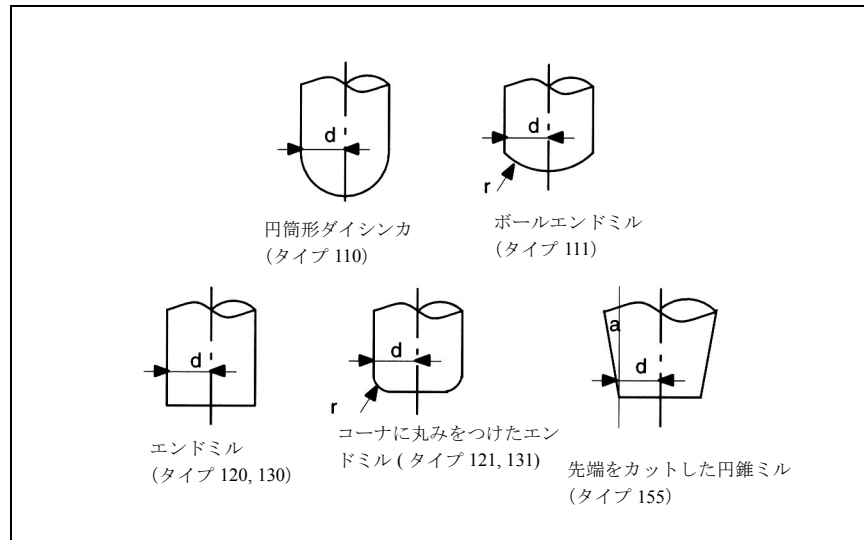 d
円筒形ダイシンカ
(タイプ 110)
d
r
ボールエンドミル
(タイプ 111)
d
エンドミル
(タイプ 120, 130)
d
r
コーナに丸みをつけたエン
ドミル ( タイプ 121, 131)
a
d
先端をカットした円錐ミル
(タイプ 155)